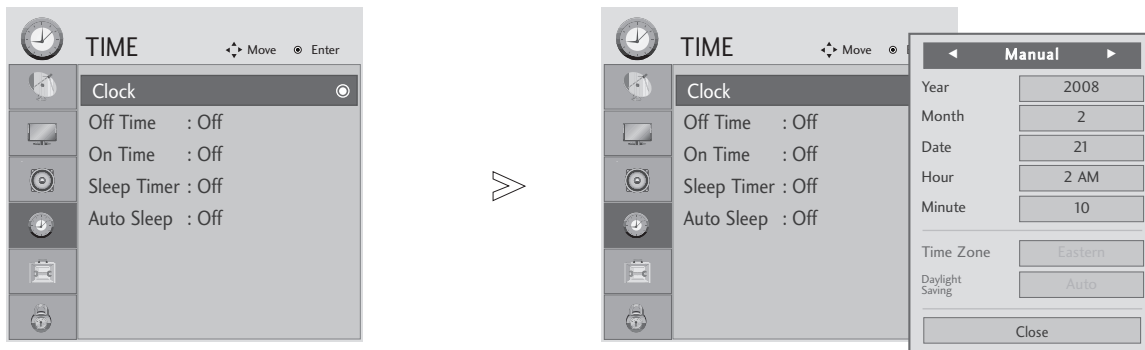 TIME Move Enter
Clock
Off Time : Off
On Time : Off
Sleep Timer : Off
Auto Sleep : Off
TIME Move
Clock
Off Time : Off
On Time : Off
Sleep Timer : Off
Auto Sleep : Off
Manual
Year 2008
Month 2
Date 21
Hour 2 AM
Minute 10
Time Zone Eastern
Daylight
Saving Auto
Close